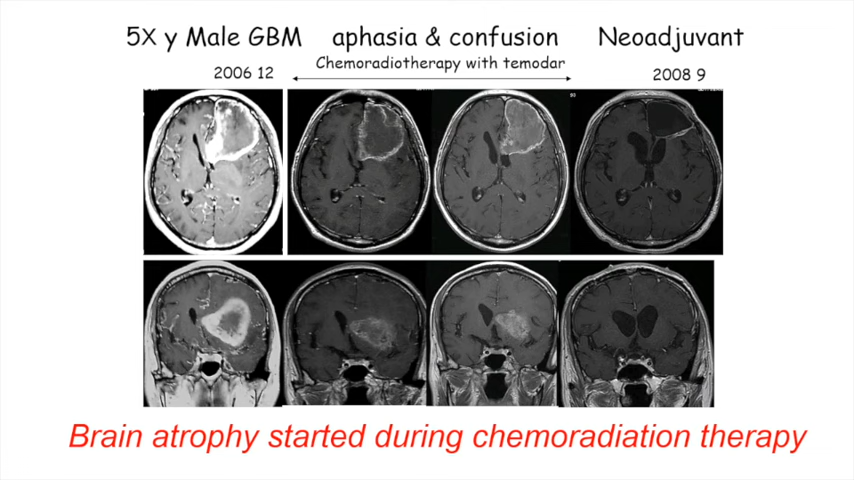 5X y Male GBM aphasia & confusion Neoadjuvant
Chemoradiotherapy with temodar
2006 12 2008 9
Brain atrophy started during chemoradiation therapy